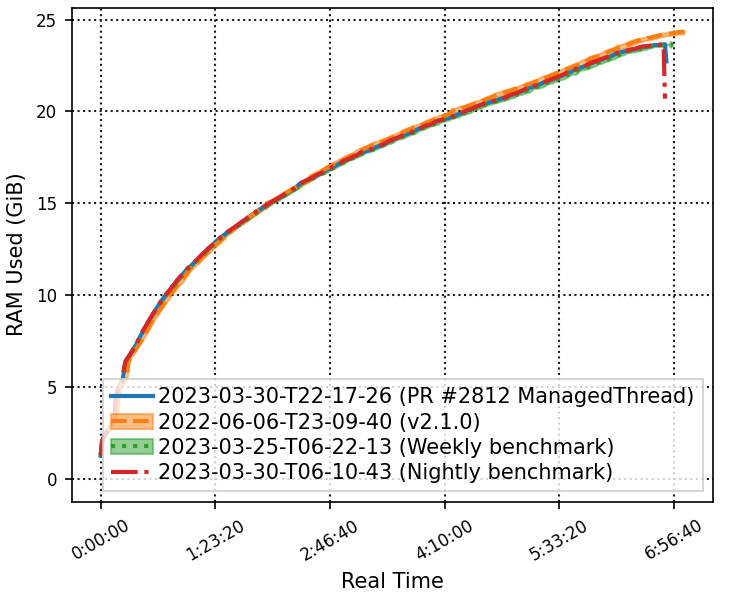 25
20
15
10
5
0
RAM Used (GiB)
2023-03-30-T22-17-26 (PR #2812 ManagedThread)
2022-06-06-T23-09-40 (v2.1.0)
2023-03-25-T06-22-13 (Weekly benchmark)
2023-03-30-T06-10-43 (Nightly benchmark)
0:00:00
1:23:20
2:46:40
4:10:00
5:33:20
6:56:40
Real Time